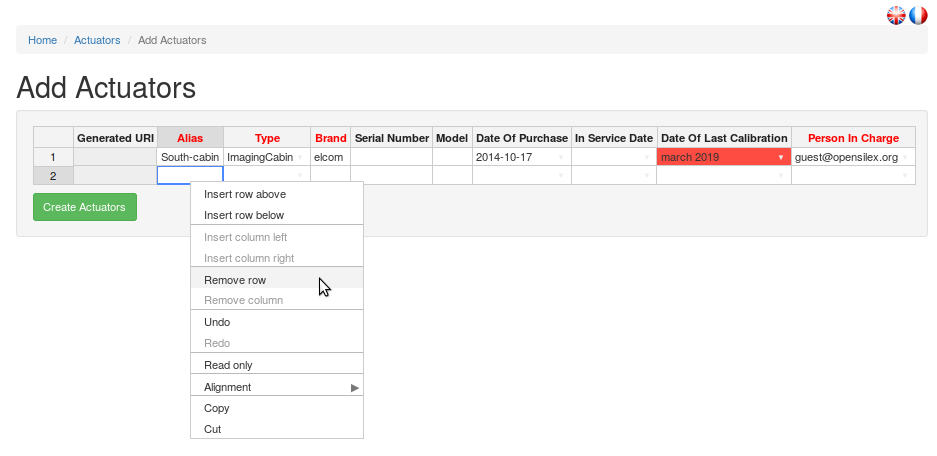 Home / Actuators / Add Actuators
Add Actuators
Generated URI Alias Type Brand Serial Number Model Date Of Purchase In Service Date Date Of Last Calibration Person In Charge
1 South-cabin ImagingCabin elcom 2014-10-17 march 2019 guest@opensilex.org
2
Create Actuators
Insert row above
Insert row below
Insert column left
Insert column right
Remove row
Remove column
Undo
Redo
Read only
Alignment
Copy
Cut